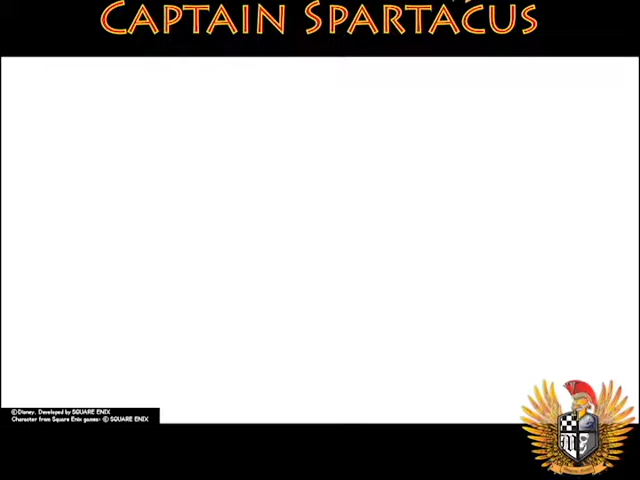 CAPTAIN SPARTACUS
©Disney. Developed by SQUARE ENIX
Character from Square Enix games: © SQUARE ENIX